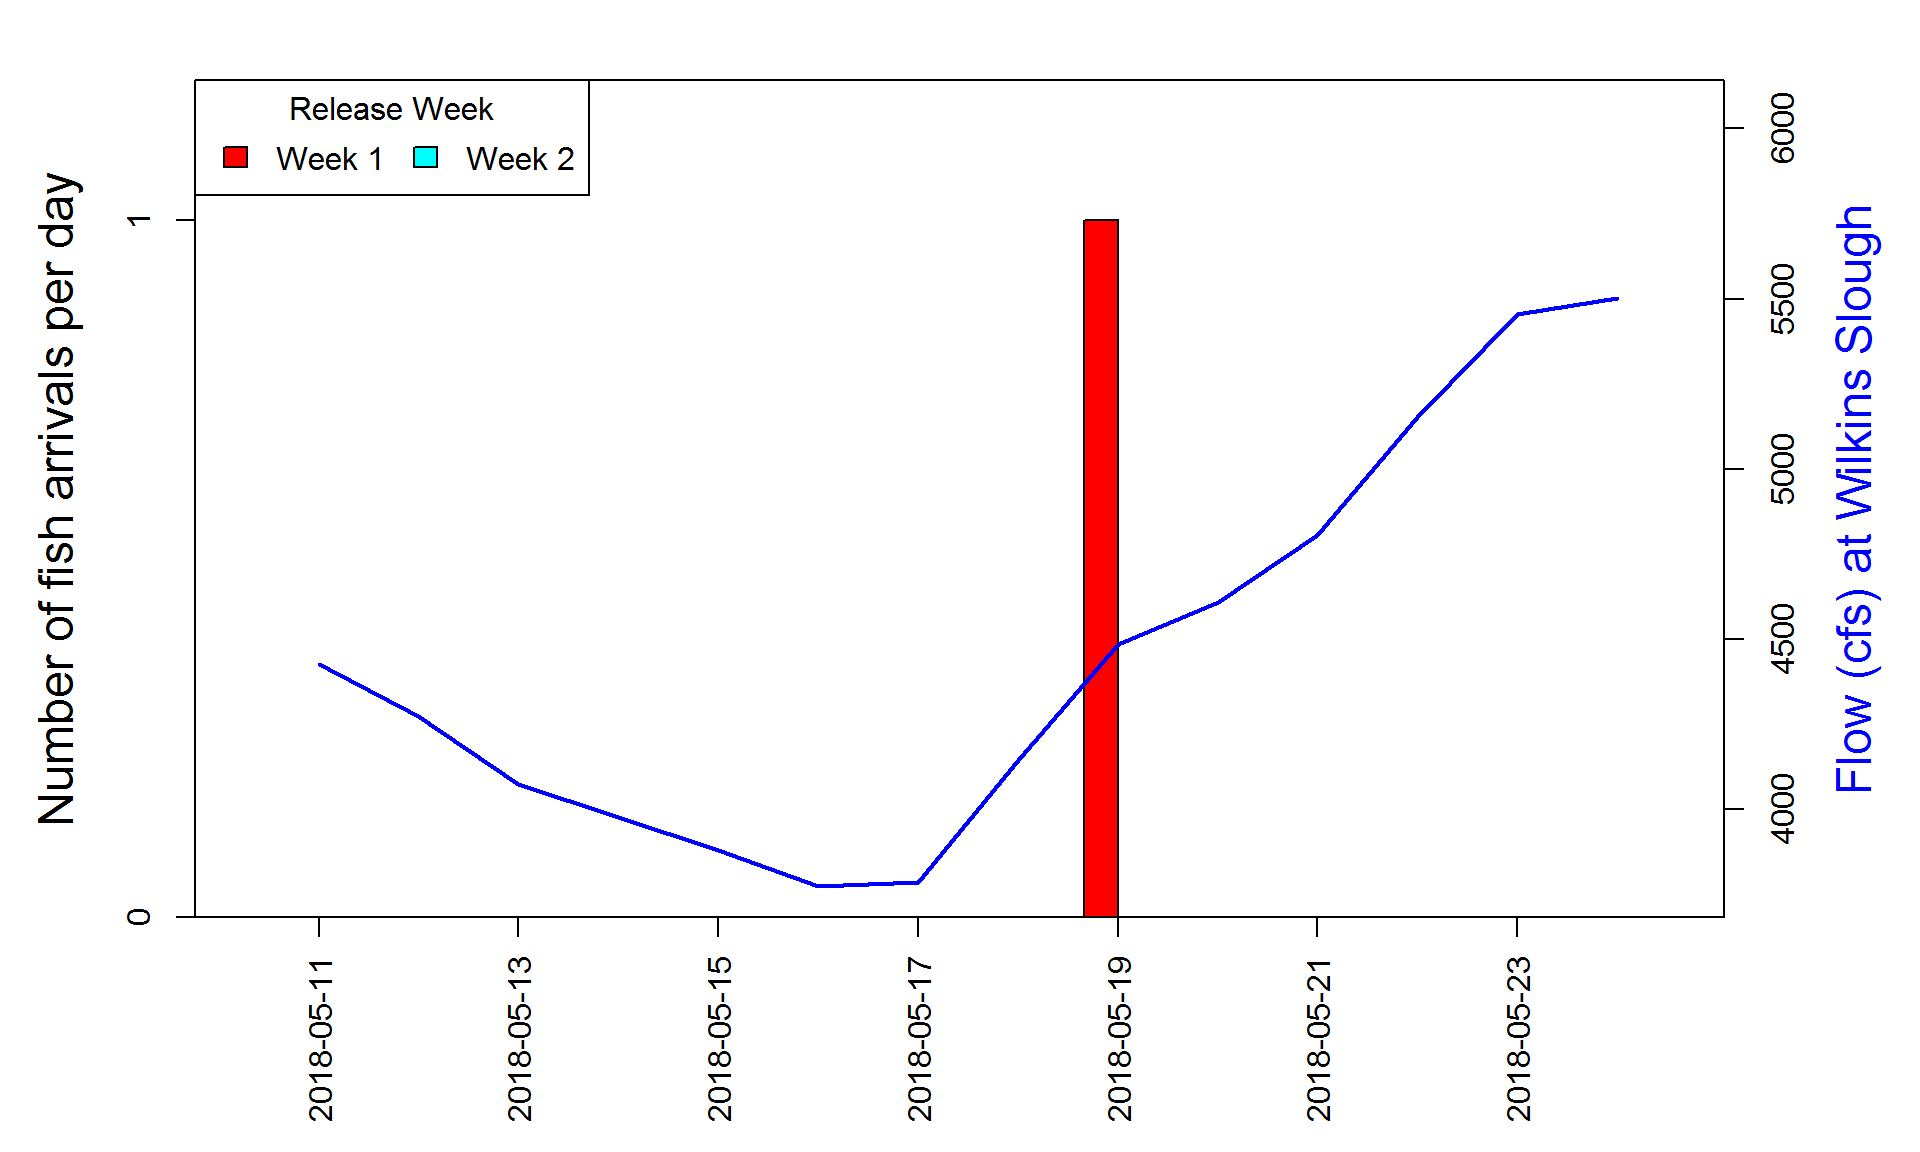 Release Week
Week 1
Week 2
Number of fish arrivals per day
1
0
6000
5500
5000
4500
4000
Flow (cfs) at Wilkins Slough
2018-05-11
2018-05-13
2018-05-15
2018-05-17
2018-05-19
2018-05-21
2018-05-23